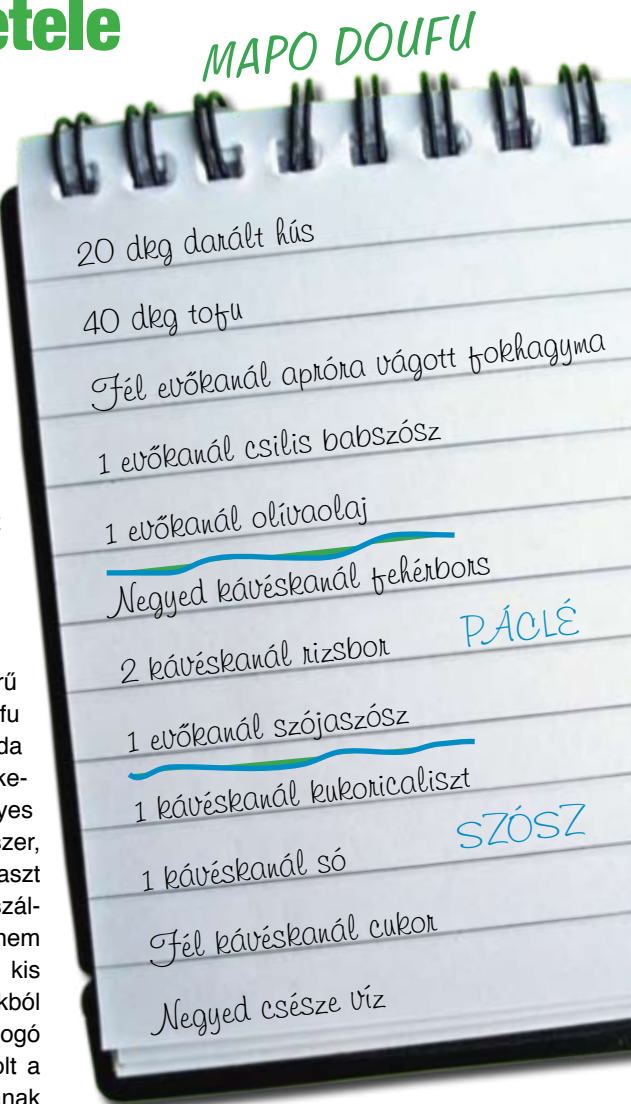 etele
MAPO DOUFU
20 dkg darált hús
40 dkg tofu
Fél evőkanál apróra vágott fokhagyma
1 evőkanál csilis babszósz
1 evőkanál olívaolaj
Negyed kávéskanál fehérbors
PÁCLÉ
2 kávéskanál rizsbor
1 evőkanál szójaszósz
1 kávéskanál kukoricaliszt
SZÓSZ
1 kávéskanál só
Fél kávéskanál cukor
Negyed csésze víz
rű
fu
da
ke-
yes
szer,
aszt
szál-
nem
kis
kból
ogó
olt a
nak